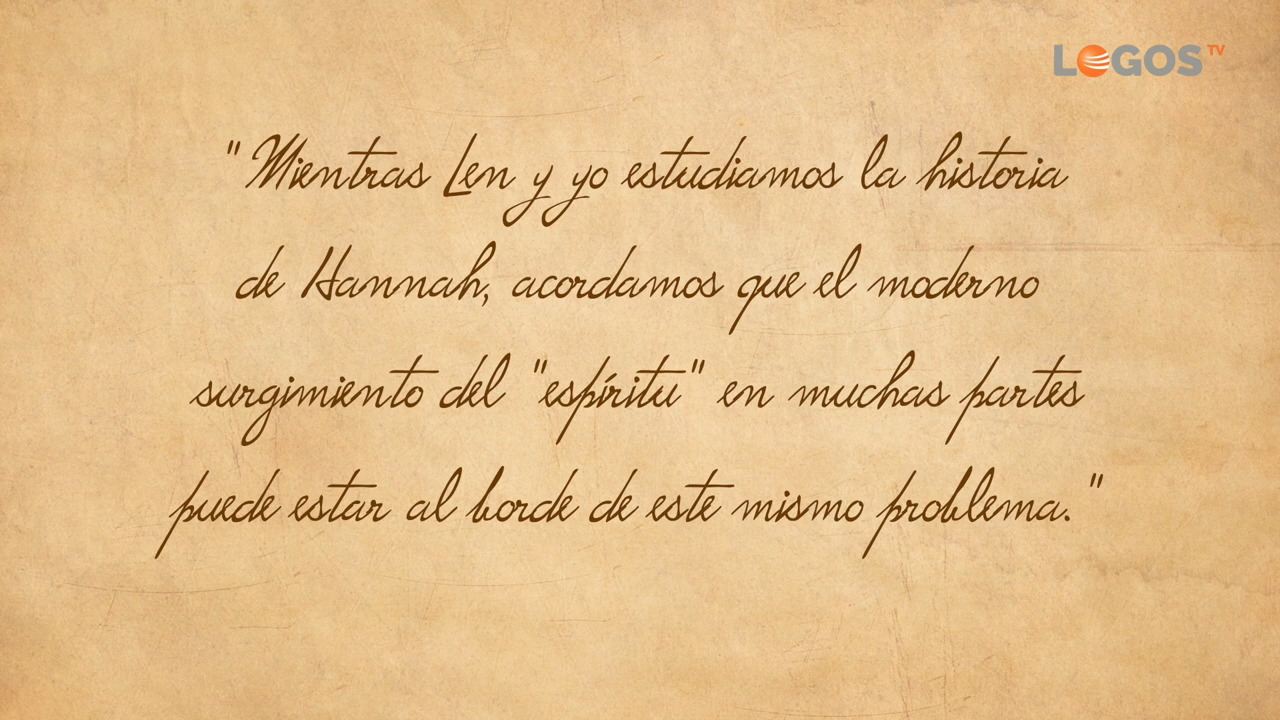 LOGOS TV
"Mientras Len y yo estudiamos la historia
de Hannah, acordamos que el moderno
surgimiento del "espíritu" en muchas partes
puede estar al borde de este mismo problema."